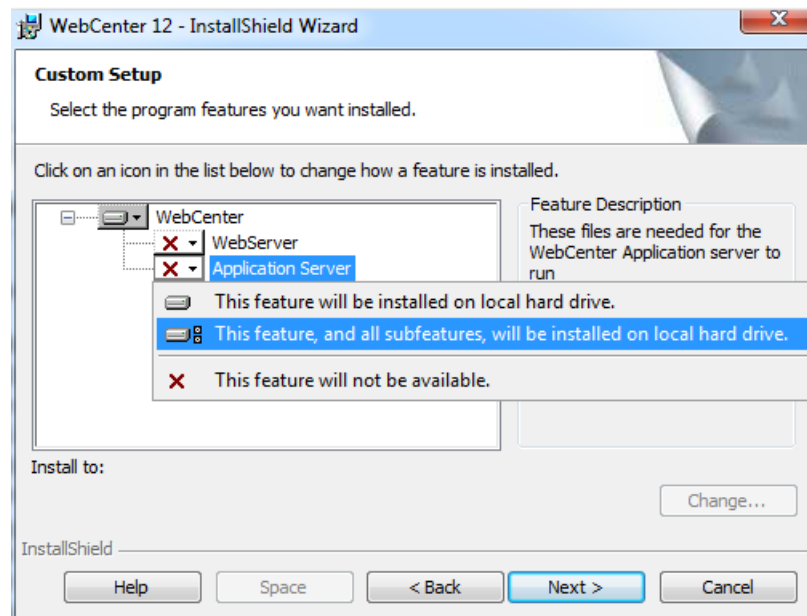 WebCenter 12 - InstallShield Wizard
Custom Setup
Select the program features you want installed.
Click on an icon in the list below to change how a feature is installed.
WebCenter
WebServer
Application Server
Feature Description
These files are needed for the
WebCenter Application server to
run
This feature will be installed on local hard drive.
This feature, and all subfeatures, will be installed on local hard drive.
This feature will not be available.
Install to:
Change...
InstallShield
Help
Space
< Back
Next >
Cancel